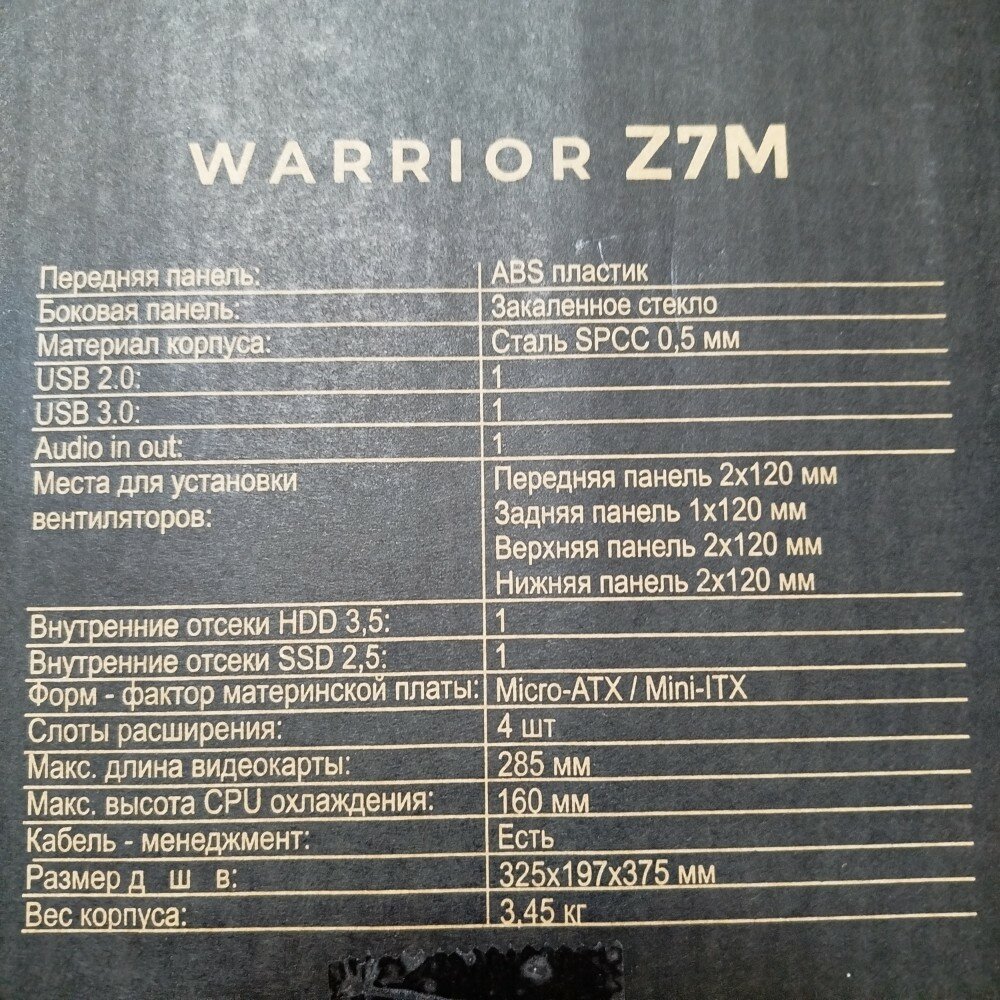 WARRIOR Z7M
Передняя панель: ABS пластик
Боковая панель: Закаленное стекло
Материал корпуса: Сталь SPCC 0,5 мм
USB 2.0: 1
USB 3.0: 1
Audio in out: 1
Места для установки Передняя панель 2x120 мм
вентиляторов: Задняя панель 1x120 мм
Верхняя панель 2x120 мм
Нижняя панель 2x120 мм
Внутренние отсеки HDD 3,5: 1
Внутренние отсеки SSD 2,5: 1
Форм - фактор материнской платы: Micro-ATX / Mini-ITX
Слоты расширения: 4 шт
Макс. длина видеокарты: 285 мм
Макс. высота CPU охлаждения: 160 мм
Кабель - менеджмент: Есть
Размер д ш в: 325x197x375 мм
Вес корпуса: 3,45 кг